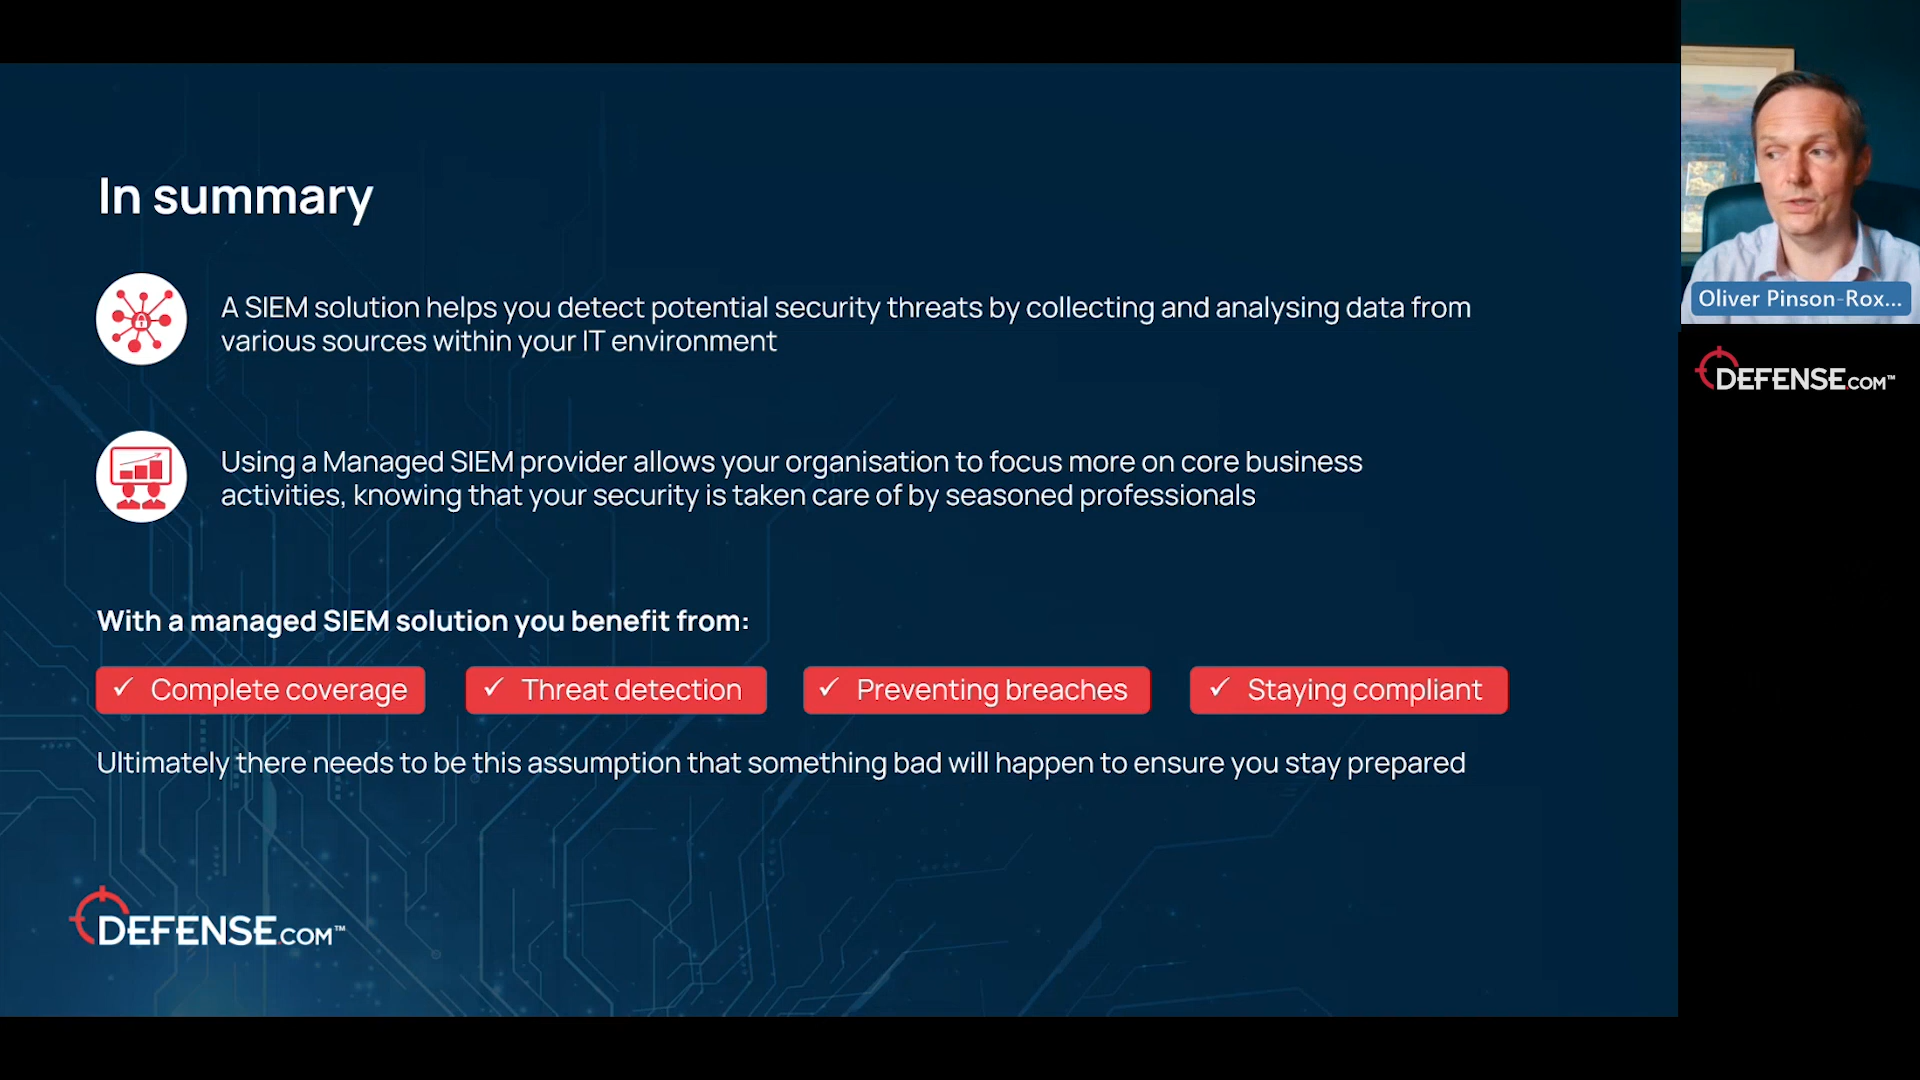 In summary
A SIEM solution helps you detect potential security threats by collecting and analysing data from
various sources within your IT environment
Using a Managed SIEM provider allows your organisation to focus more on core business
activities, knowing that your security is taken care of by seasoned professionals
With a managed SIEM solution you benefit from:
✓ Complete coverage
✓ Threat detection
✓ Preventing breaches
✓ Staying compliant
Ultimately there needs to be this assumption that something bad will happen to ensure you stay prepared
DEFENSE.COM™
Oliver Pinson-Rox...
DEFENSE.COM™